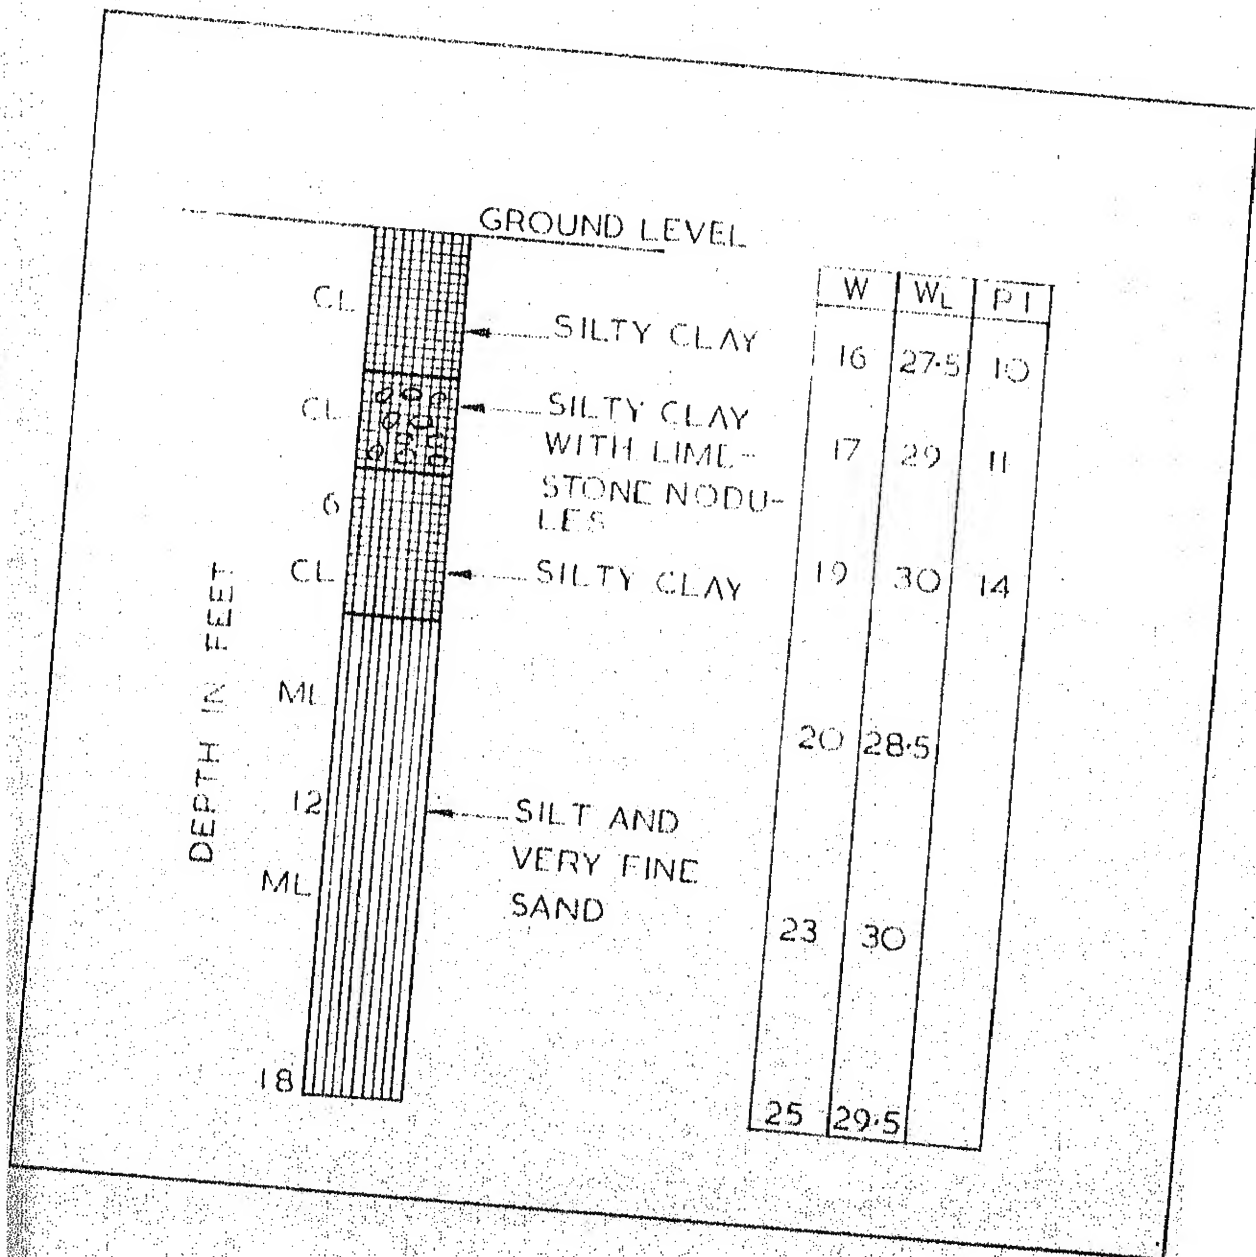 GROUND LEVEL
W WL PI
CL
SILTY CLAY
16 27.5 10
CL
SILTY CLAY
WITH LIME-
STONE NODU-
LES
17 29 11
6
CL
SILTY CLAY
19 30 14
DEPTH IN FEET
ML
20 28.5
12
SILT AND
VERY FINE
SAND
ML
23 30
18
25 29.5